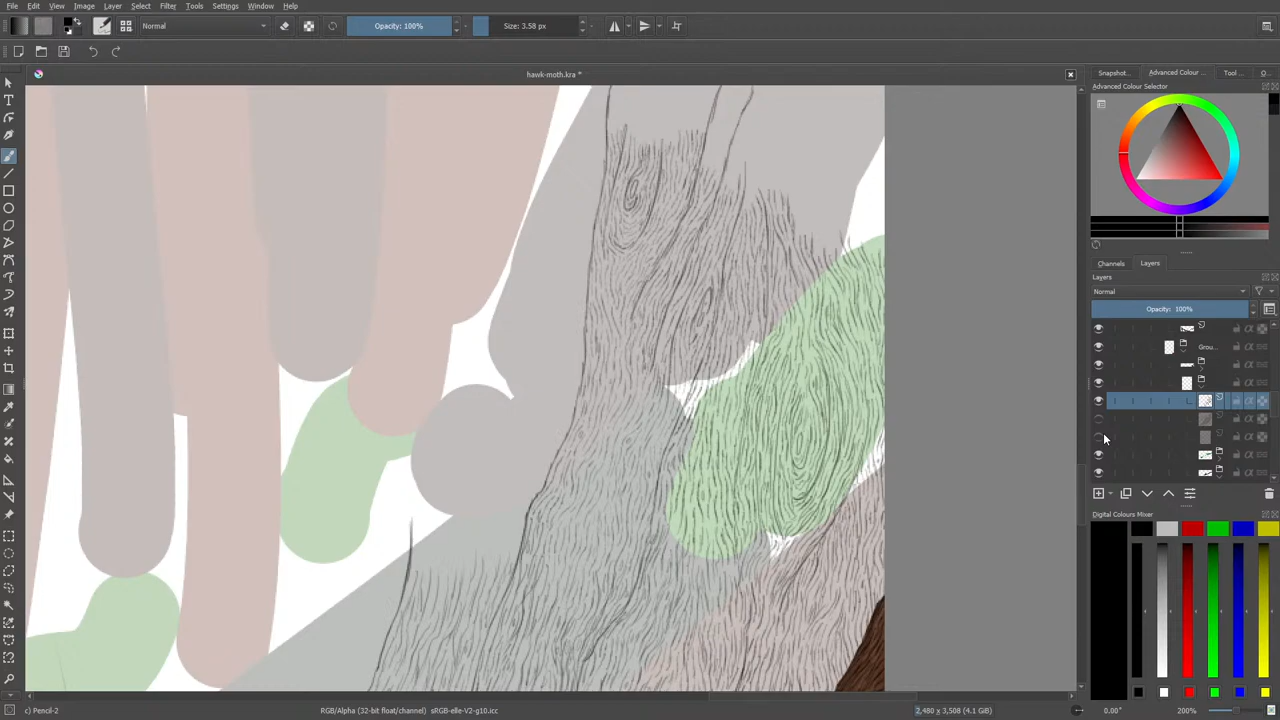 File Edit View Image Layer Select Filter Tools Settings Window Help
Normal Opacity: 100% Size: 3.58 px
hawk-moth.kra *
Snapshot... Advanced Colour ... Tool ... O...
Advanced Colour Selector
Channels Layers
Layers
Normal
Opacity: 100%
Grou...
Digital Colours Mixer
c) Pencil-2 RGB/Alpha (32-bit float/channel) sRGB-elle-V2-g10.icc 2,480 x 3,508 (4.1 GiB) 0.00° 200%